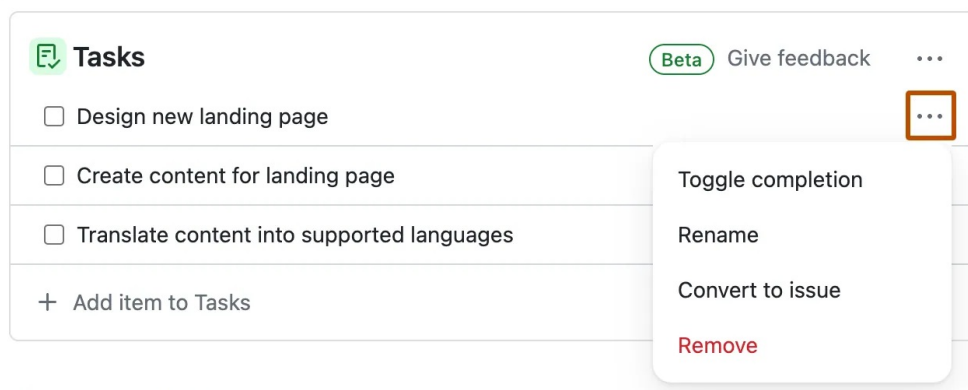 Tasks
Beta Give feedback ...
Design new landing page ...
Create content for landing page
Translate content into supported languages
+ Add item to Tasks
Toggle completion
Rename
Convert to issue
Remove